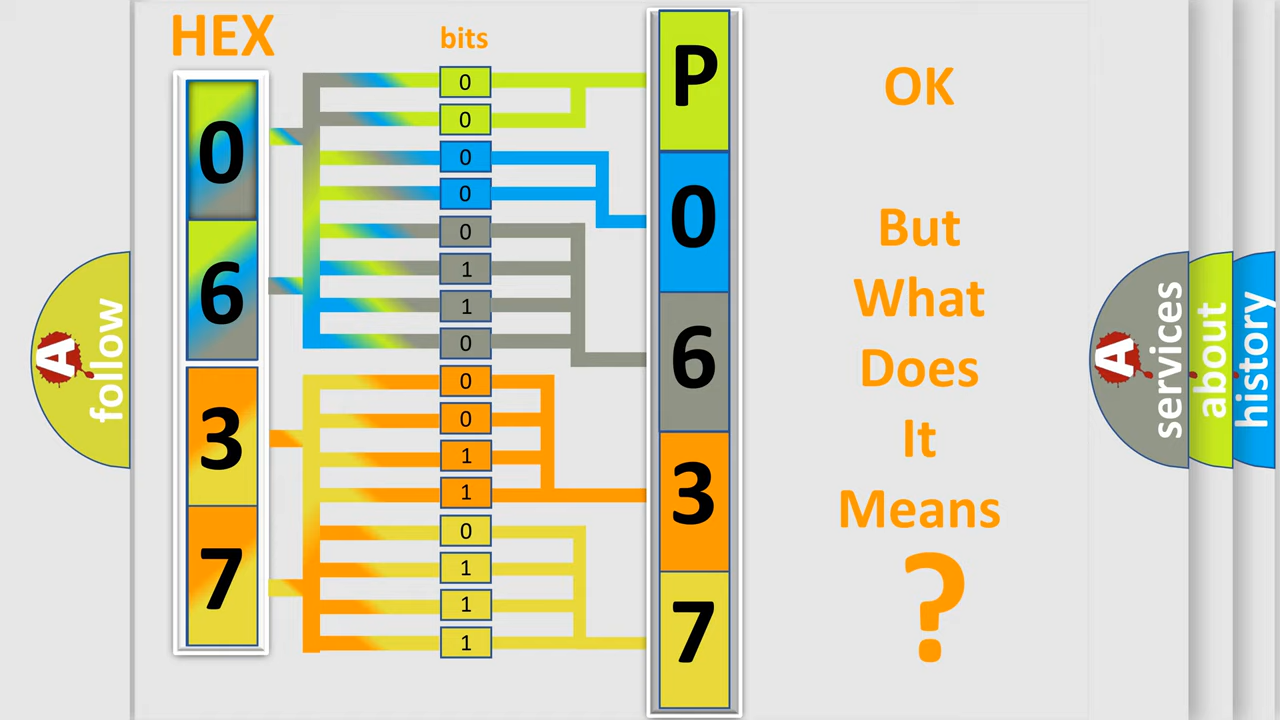 HEX
bits
0
6
3
7
0
0
0
0
0
1
1
0
0
0
1
1
0
1
1
1
P
0
6
3
7
OK
But
What
Does
It
Means
?
A
follow
A
services
about
history